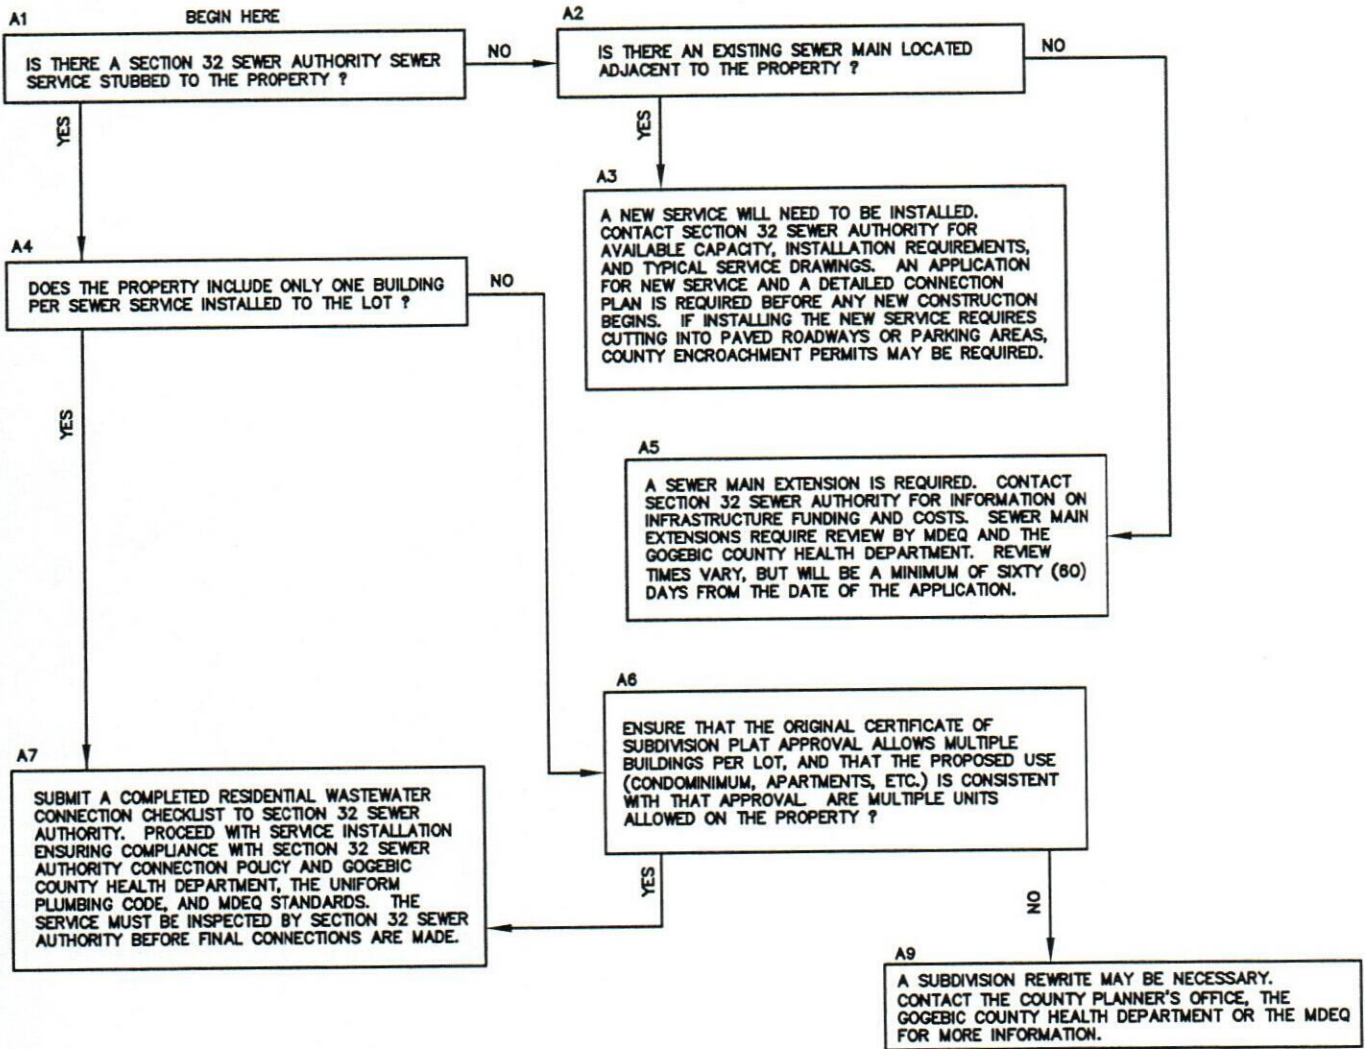 A1
BEGIN HERE
IS THERE A SECTION 32 SEWER AUTHORITY SEWER
SERVICE STUBBED TO THE PROPERTY ?
NO
A2
IS THERE AN EXISTING SEWER MAIN LOCATED
ADJACENT TO THE PROPERTY ?
NO
YES
YES
A3
A NEW SERVICE WILL NEED TO BE INSTALLED.
CONTACT SECTION 32 SEWER AUTHORITY FOR
AVAILABLE CAPACITY, INSTALLATION REQUIREMENTS,
AND TYPICAL SERVICE DRAWINGS. AN APPLICATION
FOR NEW SERVICE AND A DETAILED CONNECTION
PLAN IS REQUIRED BEFORE ANY NEW CONSTRUCTION
BEGINS. IF INSTALLING THE NEW SERVICE REQUIRES
CUTTING INTO PAVED ROADWAYS OR PARKING AREAS,
COUNTY ENCROACHMENT PERMITS MAY BE REQUIRED.
A4
DOES THE PROPERTY INCLUDE ONLY ONE BUILDING
PER SEWER SERVICE INSTALLED TO THE LOT ?
NO
YES
A5
A SEWER MAIN EXTENSION IS REQUIRED. CONTACT
SECTION 32 SEWER AUTHORITY FOR INFORMATION ON
INFRASTRUCTURE FUNDING AND COSTS. SEWER MAIN
EXTENSIONS REQUIRE REVIEW BY MDEQ AND THE
GOGEBIC COUNTY HEALTH DEPARTMENT. REVIEW
TIMES VARY, BUT WILL BE A MINIMUM OF SIXTY (60)
DAYS FROM THE DATE OF THE APPLICATION.
A6
ENSURE THAT THE ORIGINAL CERTIFICATE OF
SUBDIVISION PLAT APPROVAL ALLOWS MULTIPLE
BUILDINGS PER LOT, AND THAT THE PROPOSED USE
(CONDOMINIMUM, APARTMENTS, ETC.) IS CONSISTENT
WITH THAT APPROVAL ARE MULTIPLE UNITS
ALLOWED ON THE PROPERTY ?
YES
NO
A7
SUBMIT A COMPLETED RESIDENTIAL WASTEWATER
CONNECTION CHECKLIST TO SECTION 32 SEWER
AUTHORITY. PROCEED WITH SERVICE INSTALLATION
ENSURING COMPLIANCE WITH SECTION 32 SEWER
AUTHORITY CONNECTION POLICY AND GOGEBIC
COUNTY HEALTH DEPARTMENT, THE UNIFORM
PLUMBING CODE, AND MDEQ STANDARDS. THE
SERVICE MUST BE INSPECTED BY SECTION 32 SEWER
AUTHORITY BEFORE FINAL CONNECTIONS ARE MADE.
A9
A SUBDIVISION REWRITE MAY BE NECESSARY.
CONTACT THE COUNTY PLANNER'S OFFICE, THE
GOGEBIC COUNTY HEALTH DEPARTMENT OR THE MDEQ
FOR MORE INFORMATION.